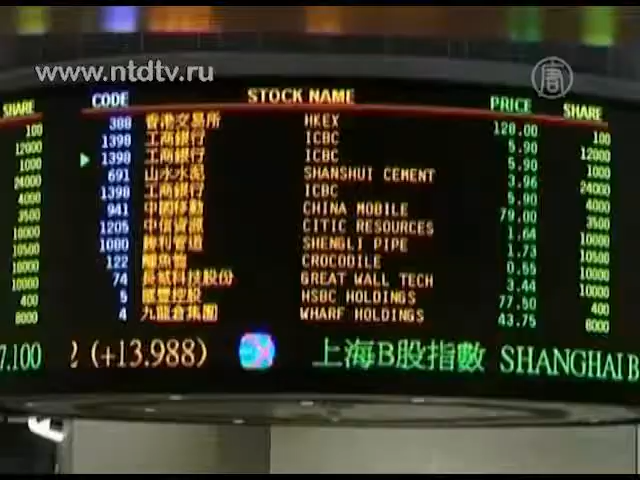 www.ntdtv.ru
SHARE CODE STOCK NAME PRICE SHARE
100 388 香港交易所 HKEX 128.00 100
12000 1398 工商銀行 ICBC 5.90 12000
1000 1398 工商銀行 ICBC 5.90 1000
24000 691 山水水泥 SHANSHUI CEMENT 3.96 24000
4000 1398 工商銀行 ICBC 5.90 4000
3500 941 中國移動 CHINA MOBILE 79.00 3500
10000 1205 中信資源 CITIC RESOURCES 1.64 10000
10500 1080 勝利管道 SHENGLI PIPE 1.73 10500
10000 122 鱷魚恤 CROCODILE 0.55 10000
10000 74 長城科技股份 GREAT WALL TECH 3.44 10000
400 5 滙豐控股 HSBC HOLDINGS 77.50 400
8000 4 九龍倉集團 WHARF HOLDINGS 43.75 8000
7.100 2 (+13.988) 上海B股指數 SHANGHAI B